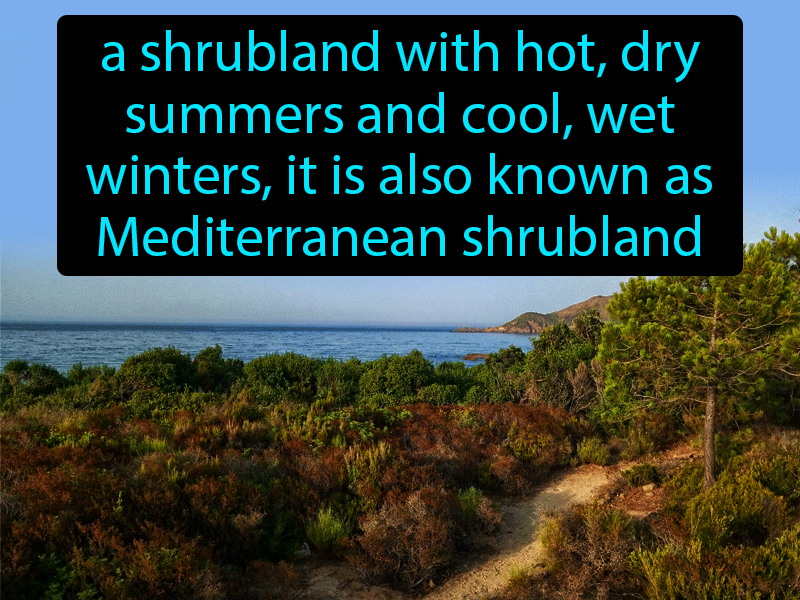 a shrubland with hot, dry
summers and cool, wet
winters, it is also known as
Mediterranean shrubland